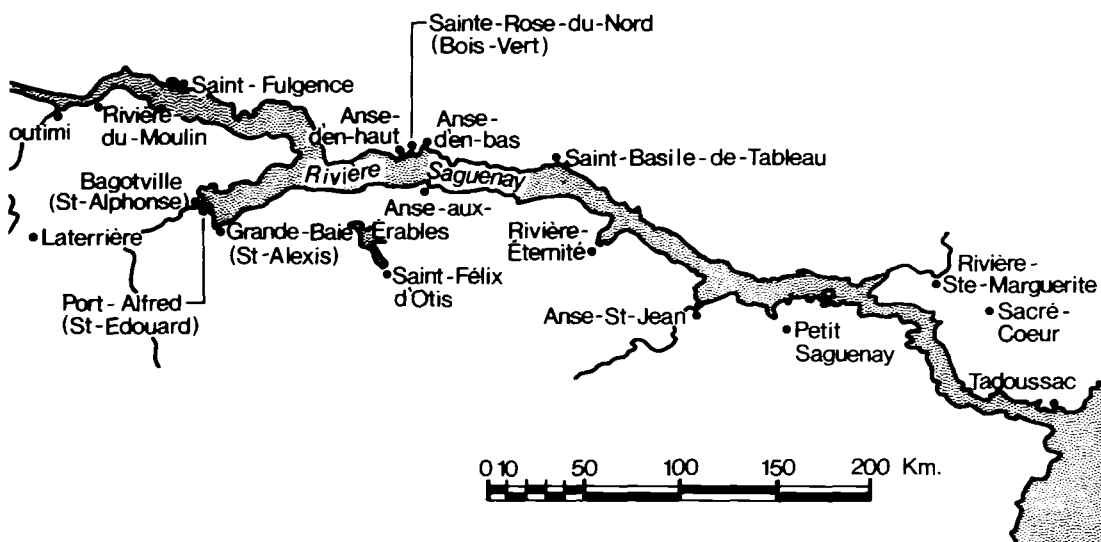 Sainte-Rose-du-Nord
(Bois-Vert)
Saint-Fulgence
Rivière
du-Moulin
outimi
Anse-
d'en-haut
Anse-
d'en-bas
Saint-Basile-de-Tableau
Rivière Saguenay
Bagotville
(St-Alphonse)
Laterrière
Grande-Baie
(St-Alexis)
Anse-aux-
Érables
Rivière-
Éternité
Saint-Félix
d'Otis
Port-Alfred
(St-Edouard)
Anse-St-Jean
Petit
Saguenay
Rivière-
Ste-Marguerite
Sacré-
Coeur
Tadoussac
0 10 50 100 150 200 Km.